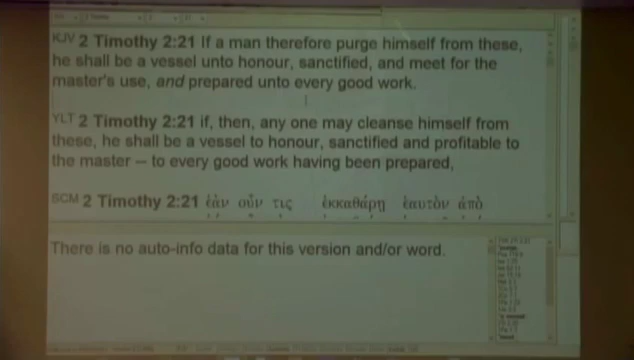 KJV 2 Timothy 2:21 If a man therefore purge himself from these,
he shall be a vessel unto honour, sanctified, and meet for the
master's use, and prepared unto every good work.
YLT 2 Timothy 2:21 if, then, any one may cleanse himself from
these, he shall be a vessel to honour, sanctified and profitable to
the master — to every good work having been prepared,
SCM 2 Timothy 2:21 ἐὰν οὖν τις ἐκκαθάρῃ ἑαυτὸν ἀπὸ
There is no auto-info data for this version and/or word.